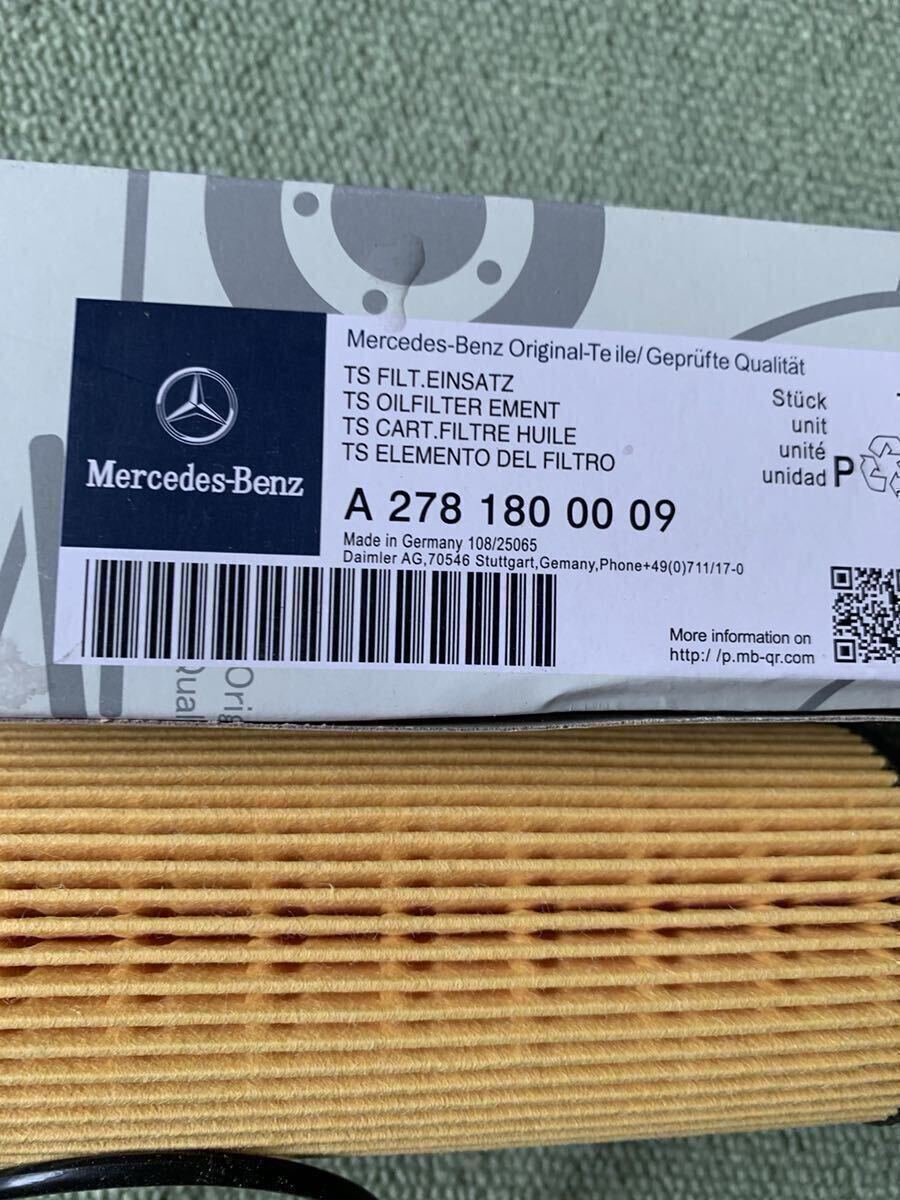 Mercedes-Benz
Mercedes-Benz Original-Teile/Geprüfte Qualität
TS FILT.EINSATZ
TS OILFILTER EMENT
TS CART.FILTRE HUILE
TS ELEMENTO DEL FILTRO
Stück
unit
unité
unidad P
A 278 180 00 09
Made in Germany 108/25065
Daimler AG,70546 Stuttgart,Gemany,Phone+49(0)711/17-0
More information on
http://p.mb-qr.com